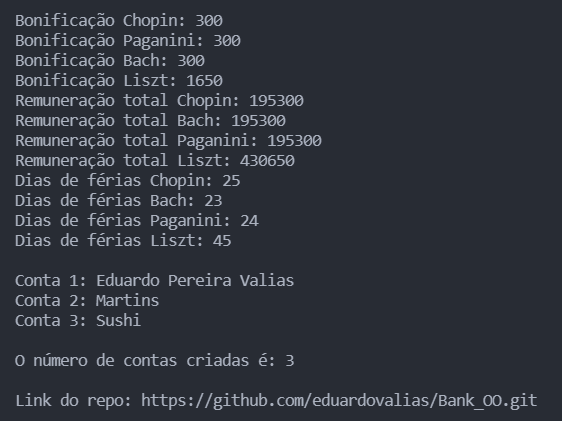 Bonificação Chopin: 300
Bonificação Paganini: 300
Bonificação Bach: 300
Bonificação Liszt: 1650
Remuneração total Chopin: 195300
Remuneração total Bach: 195300
Remuneração total Paganini: 195300
Remuneração total Liszt: 430650
Dias de férias Chopin: 25
Dias de férias Bach: 23
Dias de férias Paganini: 24
Dias de férias Liszt: 45
Conta 1: Eduardo Pereira Valias
Conta 2: Martins
Conta 3: Sushi
O número de contas criadas é: 3
Link do repo: https://github.com/eduardovalias/Bank_OO.git